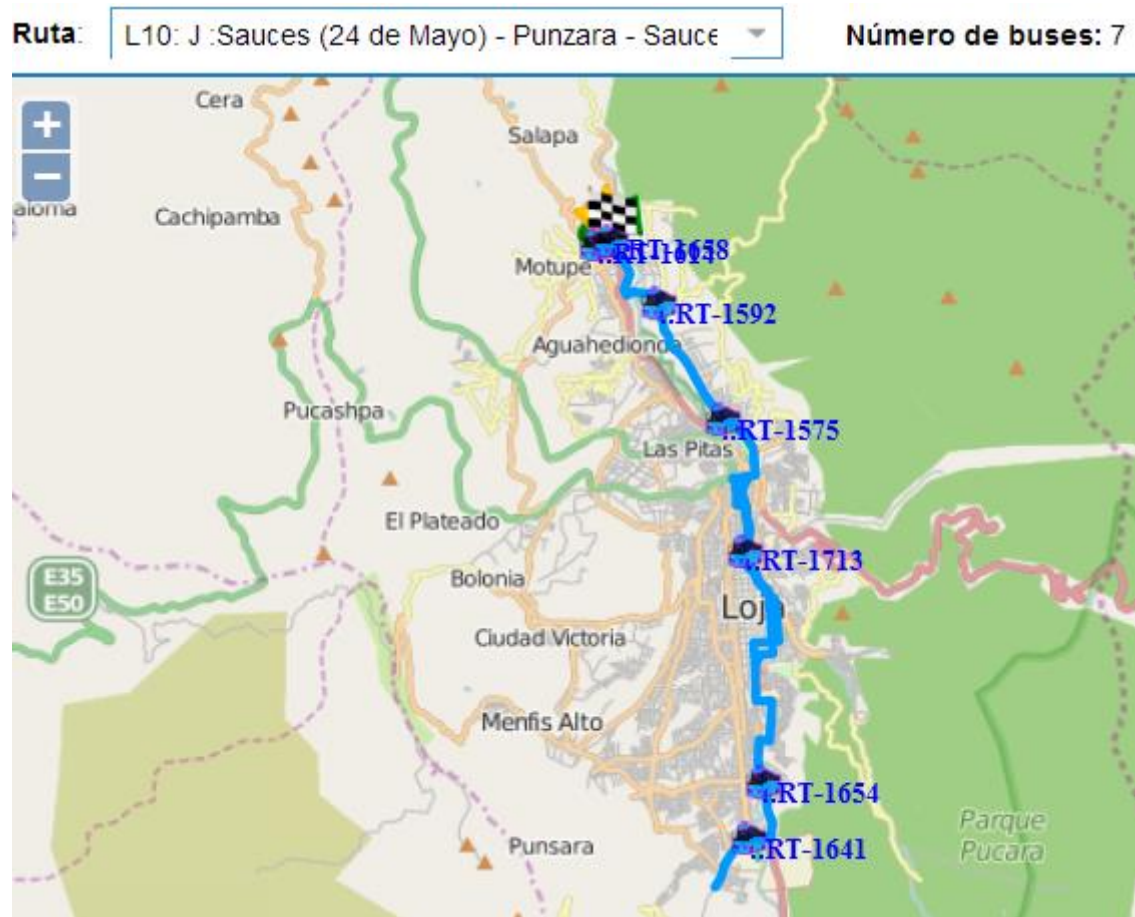 Ruta: L10: J :Sauces (24 de Mayo) - Punzara - Sauce
Número de buses: 7
+
−
Cera
Salapa
aloma
Cachipamba
Motupe
..RT-1592
Aguahedionda
Pucashpa
..RT-1575
Las Pitas
El Plateado
..RT-1713
E35
E50
Bolonia
Loja
Ciudad Victoria
Menfis Alto
..RT-1654
Parque
Pucara
Punsara
..RT-1641